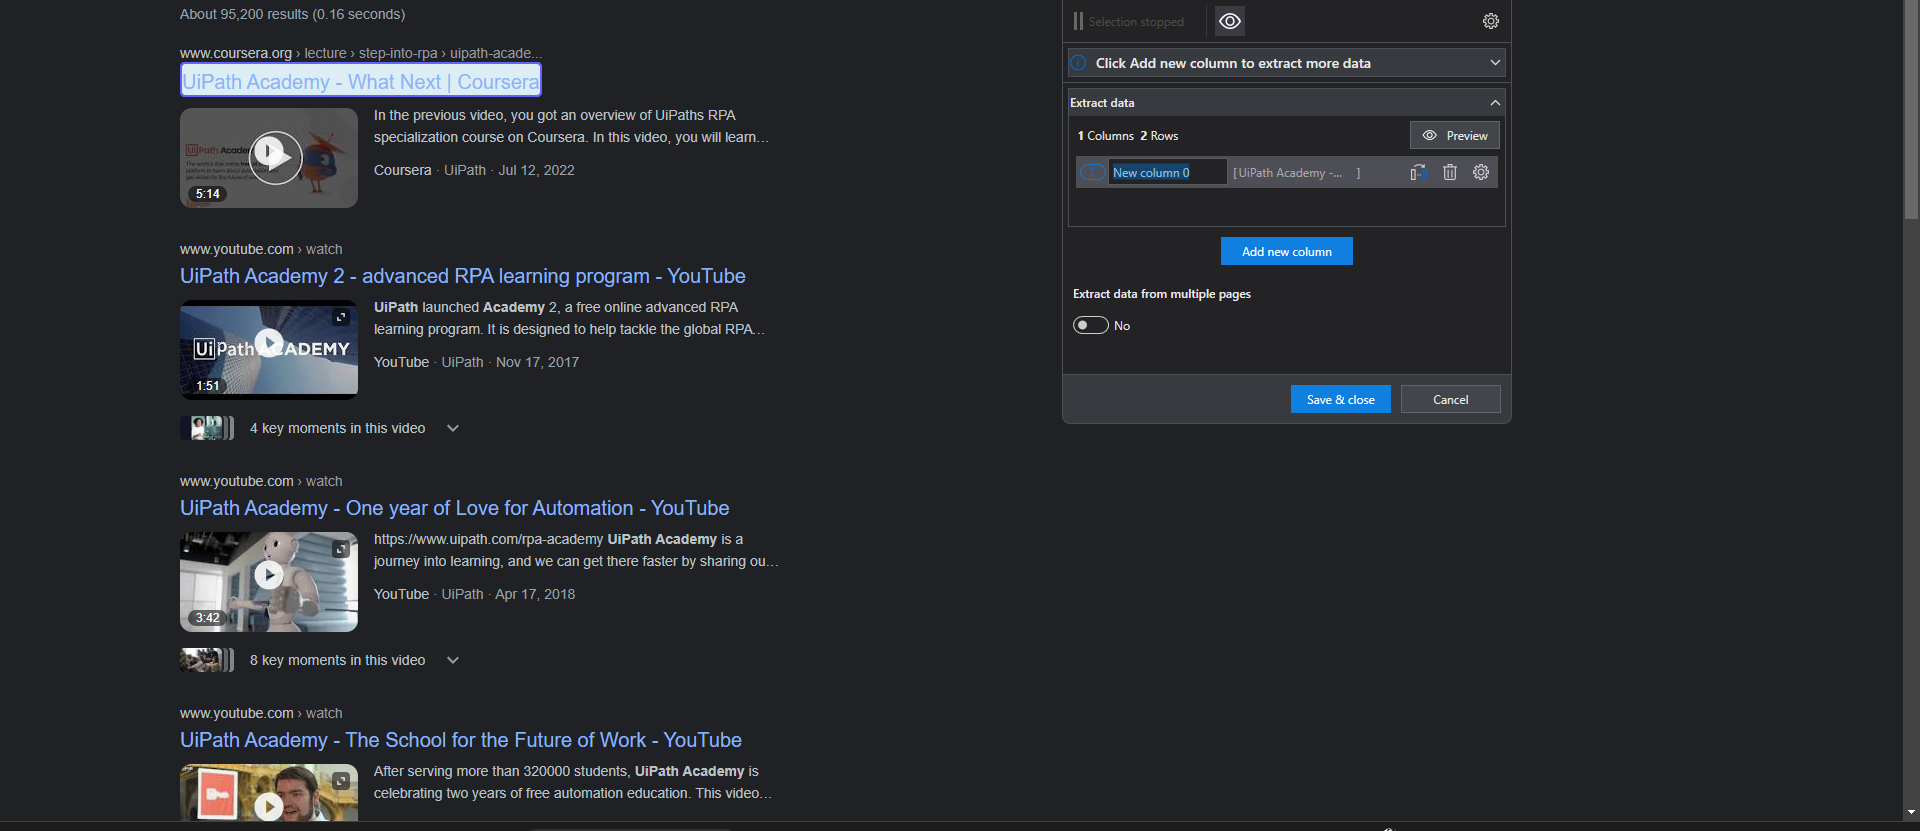 About 95,200 results (0.16 seconds)
www.coursera.org › lecture › step-into-rpa › uipath-acade...
UiPath Academy - What Next | Coursera
In the previous video, you got an overview of UiPaths RPA
specialization course on Coursera. In this video, you will learn...
Coursera · UiPath · Jul 12, 2022
5:14
www.youtube.com › watch
UiPath Academy 2 - advanced RPA learning program - YouTube
UiPath launched Academy 2, a free online advanced RPA
learning program. It is designed to help tackle the global RPA...
YouTube · UiPath · Nov 17, 2017
UiPath ACADEMY
1:51
4 key moments in this video
www.youtube.com › watch
UiPath Academy - One year of Love for Automation - YouTube
https://www.uipath.com/rpa-academy UiPath Academy is a
journey into learning, and we can get there faster by sharing ou...
YouTube · UiPath · Apr 17, 2018
3:42
8 key moments in this video
www.youtube.com › watch
UiPath Academy - The School for the Future of Work - YouTube
After serving more than 320000 students, UiPath Academy is
celebrating two years of free automation education. This video...
Selection stopped
Click Add new column to extract more data
Extract data
1 Columns 2 Rows
Preview
New column 0 [UiPath Academy -... ]
Add new column
Extract data from multiple pages
No
Save & close
Cancel